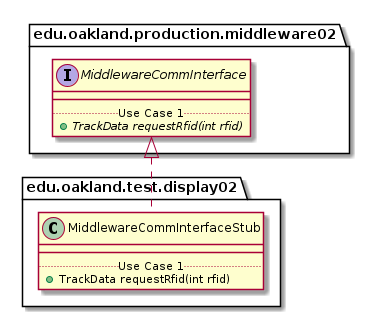 edu.oakland.production.middleware02
I MiddlewareCommInterface
Use Case 1
TrackData requestRfid(int rfid)
edu.oakland.test.display02
C MiddlewareCommInterfaceStub
Use Case 1
TrackData requestRfid(int rfid)